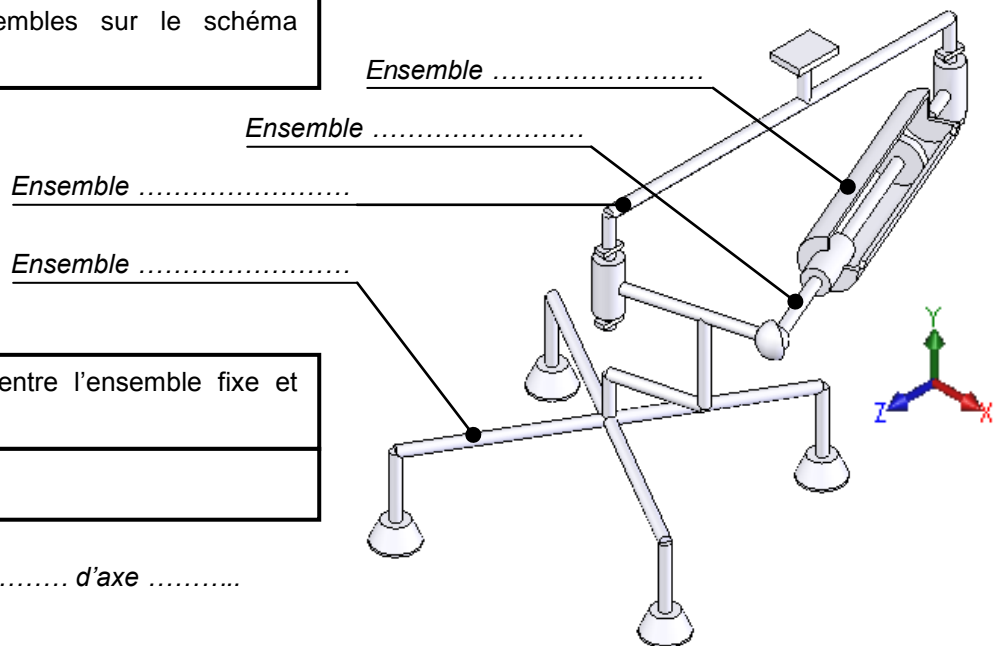 embles sur le schéma
Ensemble ……………………
Ensemble ……………………
Ensemble ……………………
Ensemble ……………………
entre l’ensemble fixe et
…….. d’axe ………..
Y
Z
X